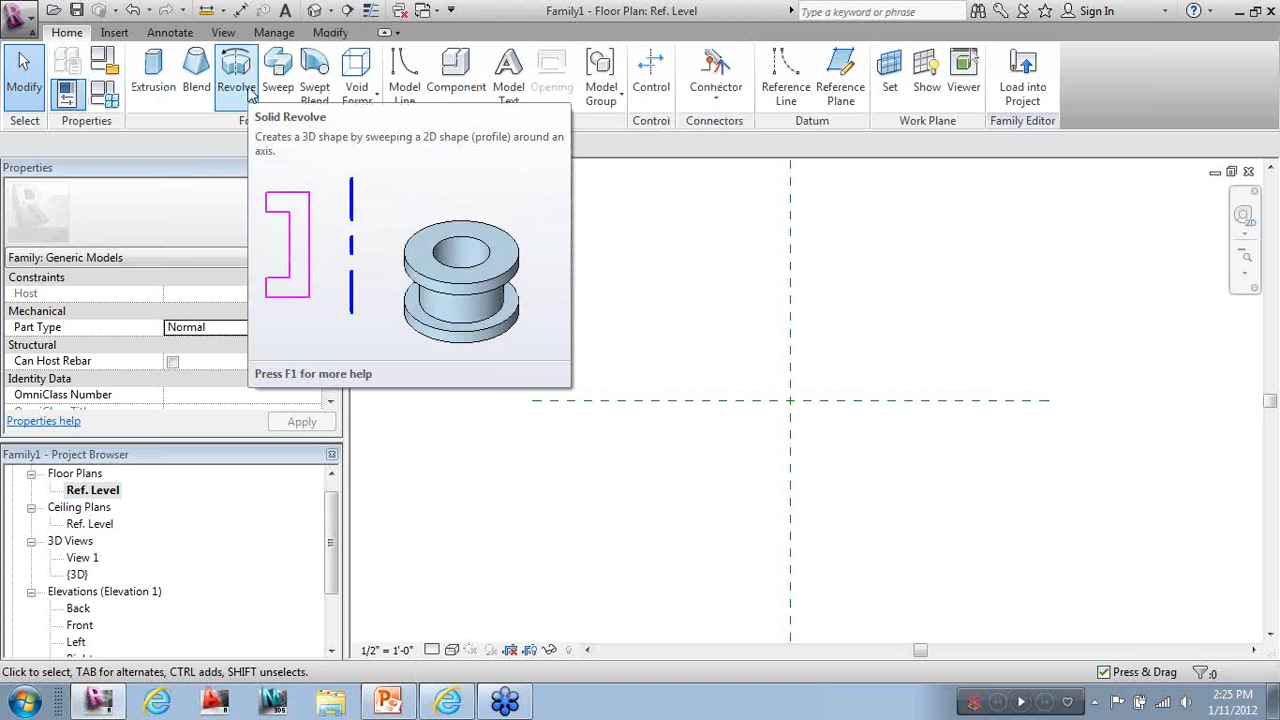 Family1 - Floor Plan: Ref. Level
Type a keyword or phrase
Sign In
Home Insert Annotate View Manage Modify
Modify
Extrusion Blend Revolve Sweep Swept Blend Void Forms
Model Line Component Model Text Opening Model Group Control Connector Reference Line Reference Plane Set Show Viewer Load into Project
Select Properties Control Connectors Datum Work Plane Family Editor
Solid Revolve
Creates a 3D shape by sweeping a 2D shape (profile) around an
axis.
Press F1 for more help
Properties
Family: Generic Models
Constraints
Host
Mechanical
Part Type Normal
Structural
Can Host Rebar
Identity Data
OmniClass Number
Properties help Apply
Family1 - Project Browser
Floor Plans
Ref. Level
Ceiling Plans
Ref. Level
3D Views
View 1
{3D}
Elevations (Elevation 1)
Back
Front
Left
2D
1/2" = 1'-0"
Click to select, TAB for alternates, CTRL adds, SHIFT unselects.
Press & Drag :0
2:25 PM
1/11/2012